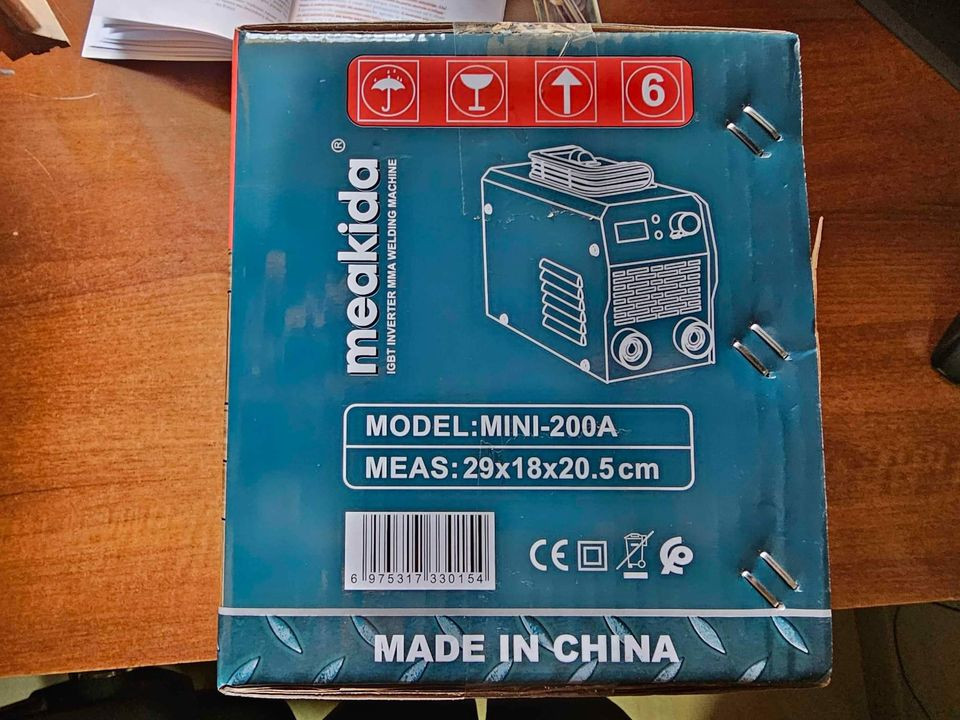 6
meakida®
IGBT INVERTER MMA WELDING MACHINE
MODEL:MINI-200A
MEAS: 29x18x20.5cm
6 975317 330154
CE
MADE IN CHINA